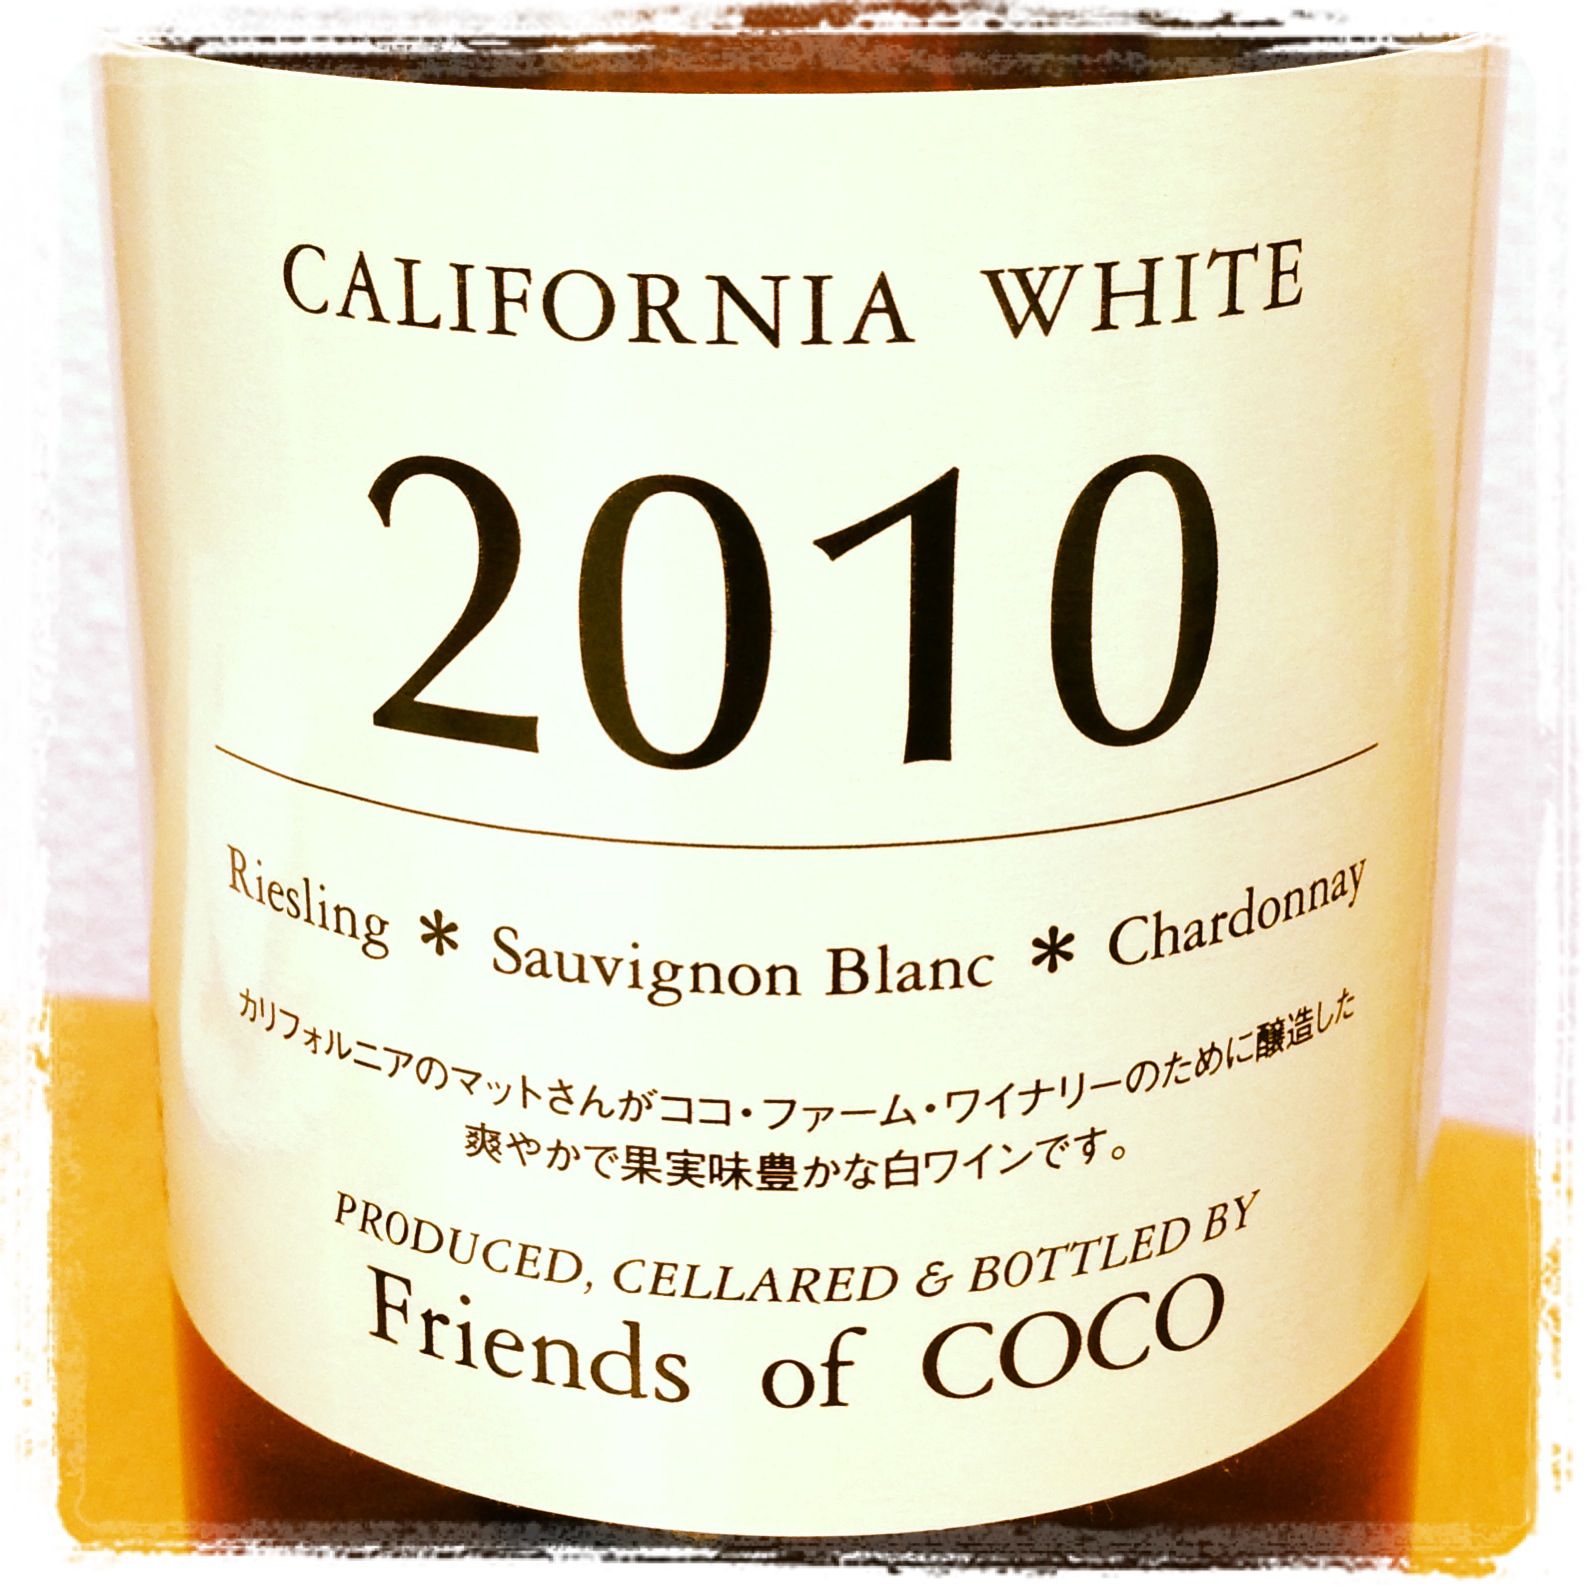 CALIFORNIA WHITE
2010
Riesling * Sauvignon Blanc * Chardonnay
カリフォルニアのマットさんがココ・ファーム・ワイナリーのために醸造した
爽やかで果実味豊かな白ワインです。
PRODUCED, CELLARED & BOTTLED BY
Friends of COCO